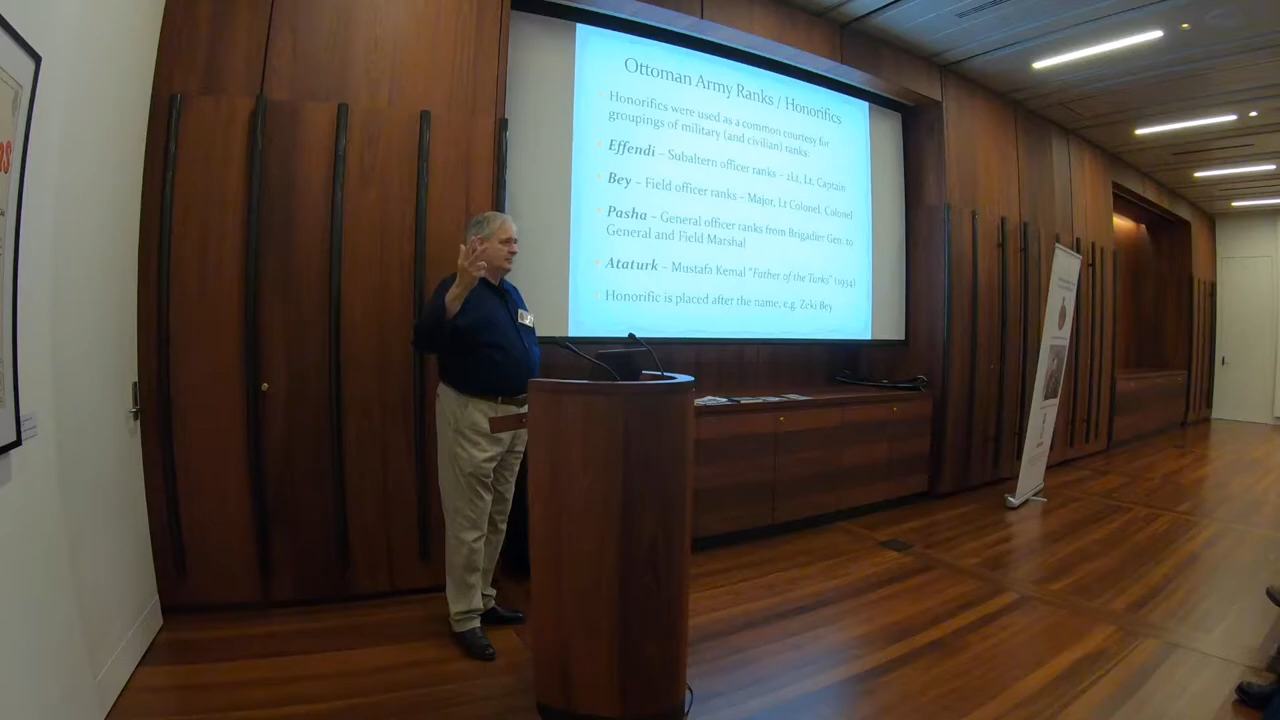 Ottoman Army Ranks / Honorifics
Honorifics were used as a common courtesy for
groupings of military (and civilian) ranks:
Effendi – Subaltern officer ranks – 2Lt, Lt, Captain
Bey – Field officer ranks – Major, Lt Colonel, Colonel
Pasha – General officer ranks from Brigadier Gen. to
General and Field Marshal
Ataturk – Mustafa Kemal "Father of the Turks" (1934)
Honorific is placed after the name, e.g. Zeki Bey